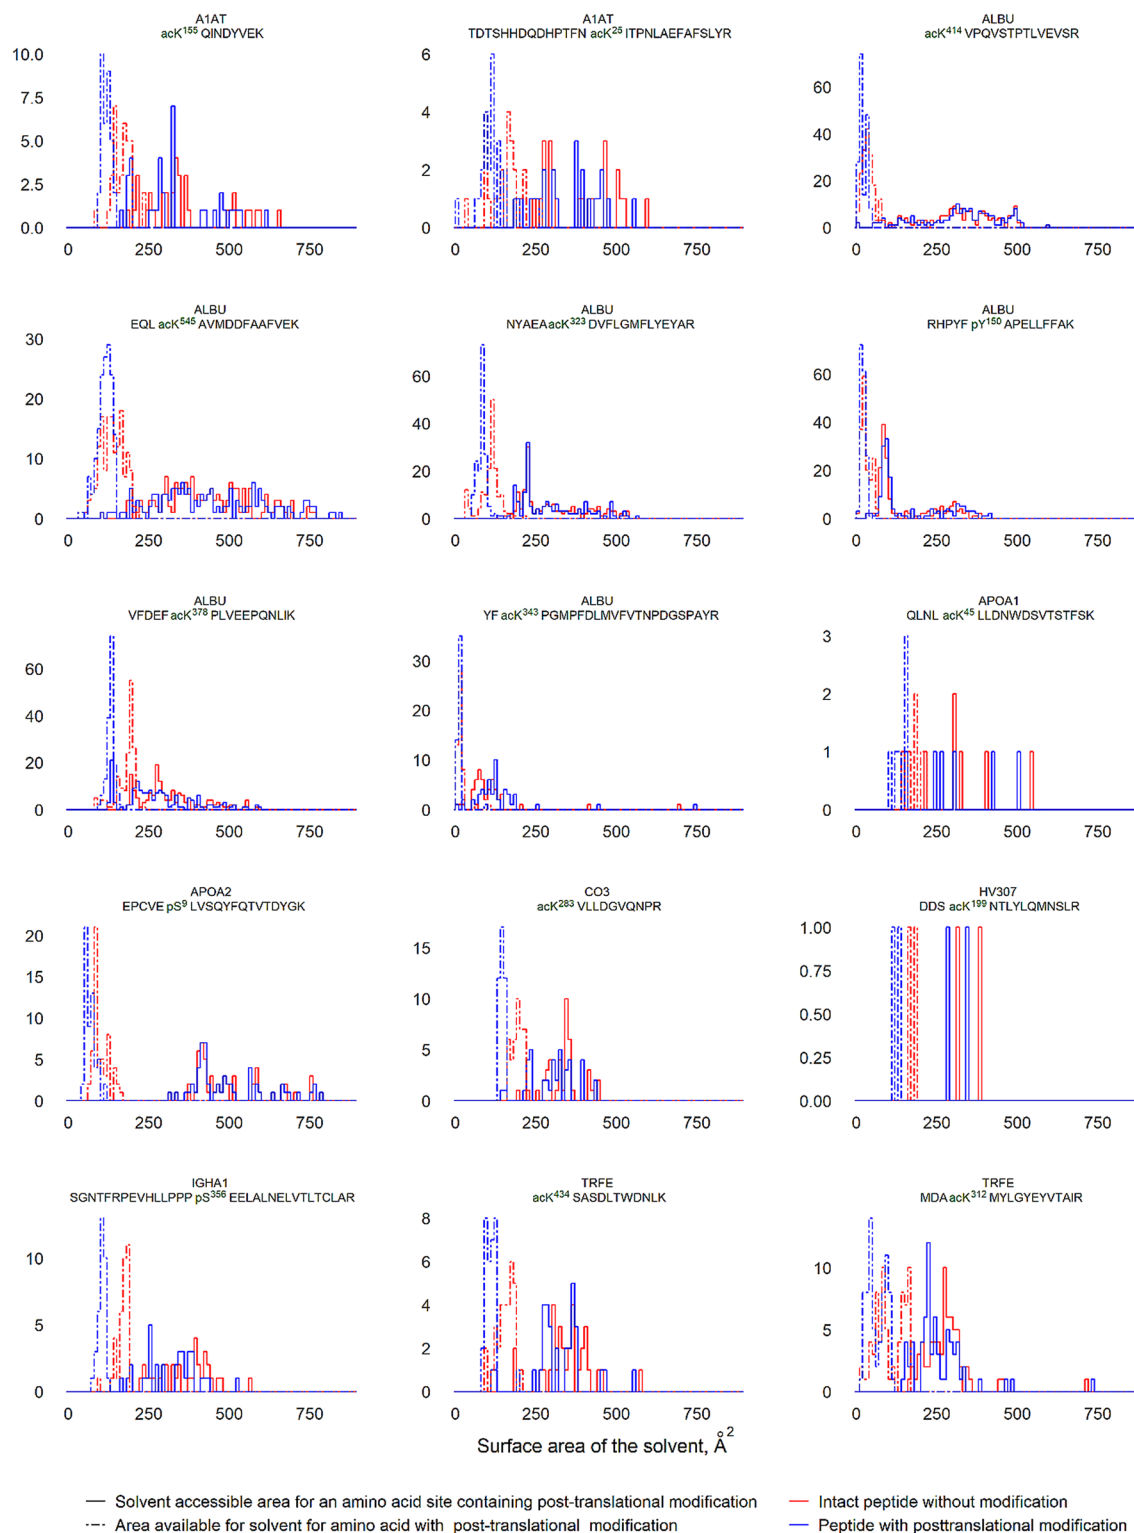 A1AT
acK155 QINDYVEK
10.0
7.5
5.0
2.5
0.0
0 250 500 750
A1AT
TDTSHHDQDHPTFN acK25 ITPNLAEFAFSLYR
6
4
2
0
0 250 500 750
ALBU
acK414 VPQVSTPTLVEVSR
60
40
20
0
0 250 500 750
ALBU
EQL acK545 AVMDDFAAFVEK
30
20
10
0
0 250 500 750
ALBU
NYAEA acK323 DVFLGMFLYEYAR
60
40
20
0
0 250 500 750
ALBU
RHPYF pY150 APELLFFAK
60
40
20
0
0 250 500 750
ALBU
VFDEF acK378 PLVEEPQNLIK
60
40
20
0
0 250 500 750
ALBU
YF acK343 PGMPFDLMVFVTNPDGSPAYR
30
20
10
0
0 250 500 750
APOA1
QLNL acK45 LLDNWDSVTSTFSK
3
2
1
0
0 250 500 750
APOA2
EPCVE pS9 LVSQYFQTVTDYGK
20
15
10
5
0
0 250 500 750
CO3
acK283 VLLDGVQNPR
15
10
5
0
0 250 500 750
HV307
DDS acK199 NTLYLQMNSLR
1.00
0.75
0.50
0.25
0.00
0 250 500 750
IGHA1
SGNTFRPEVHLLPPP pS356 EELALNELVTLTCLAR
10
5
0
0 250 500 750
TRFE
acK434 SASDLTWDNLK
8
6
4
2
0
0 250 500 750
TRFE
MDA acK312 MYLGYEYVTAIR
10
5
0
0 250 500 750
Surface area of the solvent, Å2
Solvent accessible area for an amino acid site containing post-translational modification
Area available for solvent for amino acid with post-translational modification
Intact peptide without modification
Peptide with posttranslational modification